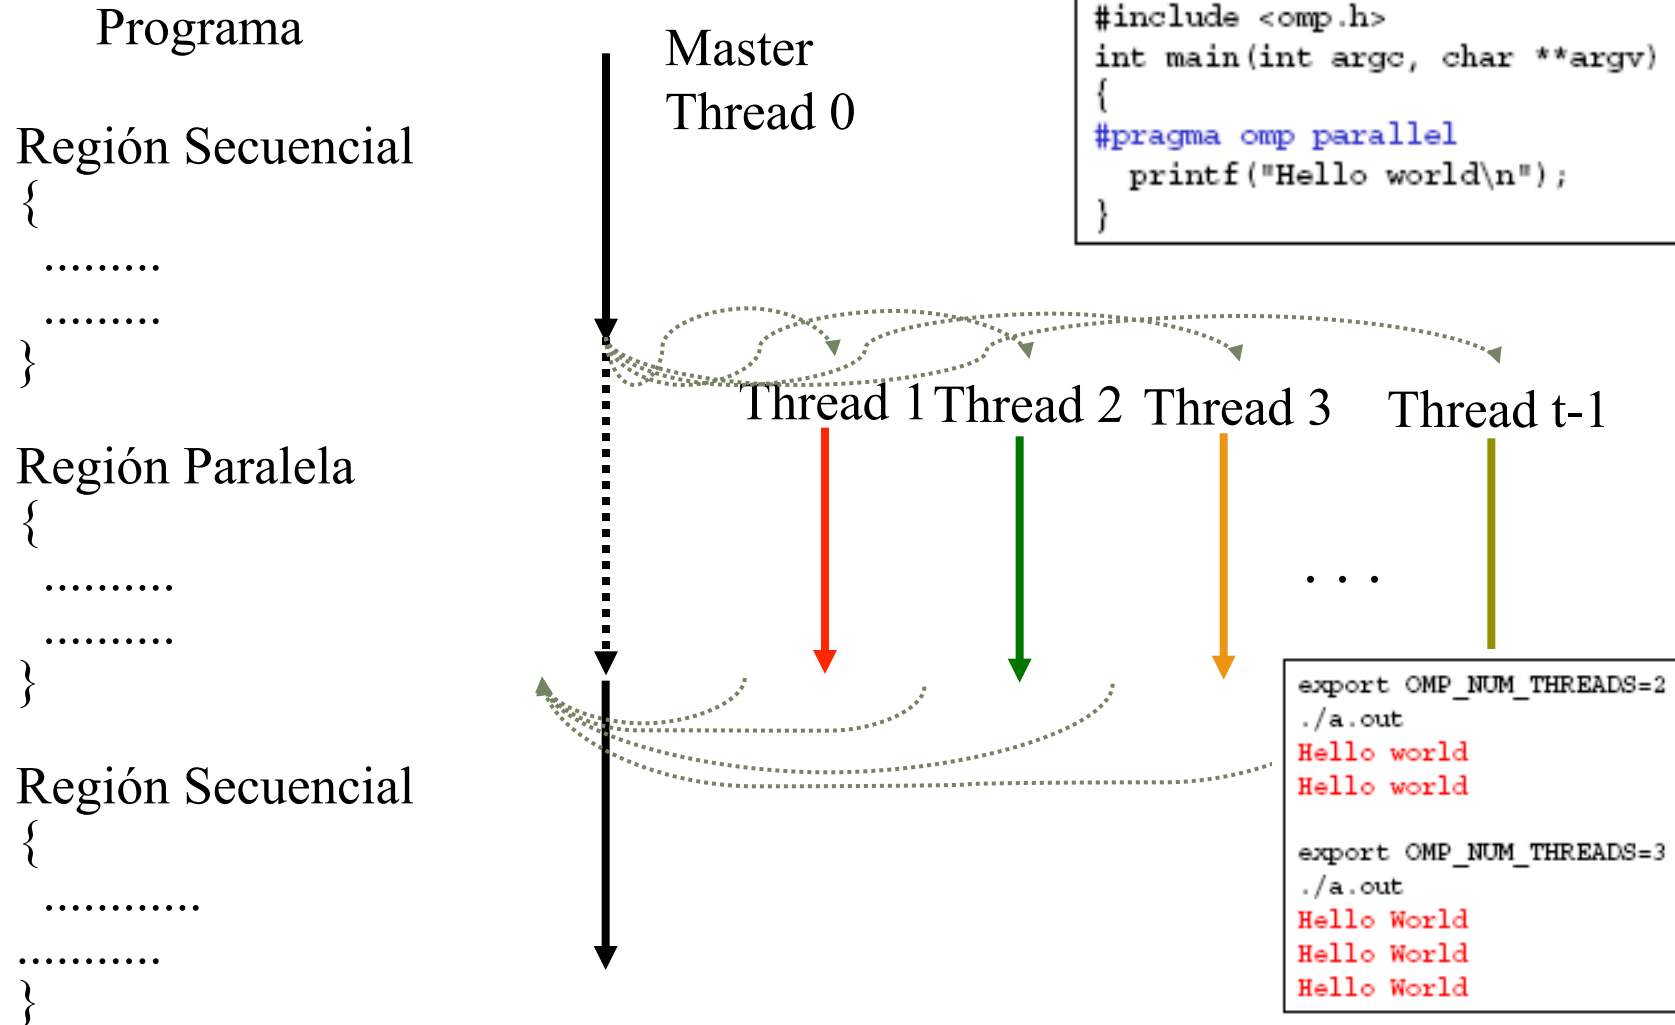 Programa
Región Secuencial
{
.........
.........
}
Región Paralela
{
..........
..........
}
Región Secuencial
{
............
...........
}
Master
Thread 0
#include <omp.h>
int main(int argc, char **argv)
{
#pragma omp parallel
printf("Hello world\n");
}
Thread 1 Thread 2 Thread 3 Thread t-1
. . .
export OMP_NUM_THREADS=2
./a.out
Hello world
Hello world
export OMP_NUM_THREADS=3
./a.out
Hello World
Hello World
Hello World